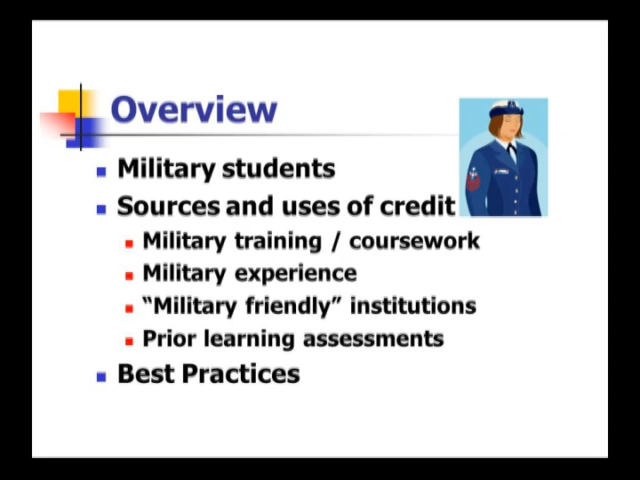 Overview
Military students
Sources and uses of credit
Military training / coursework
Military experience
“Military friendly” institutions
Prior learning assessments
Best Practices